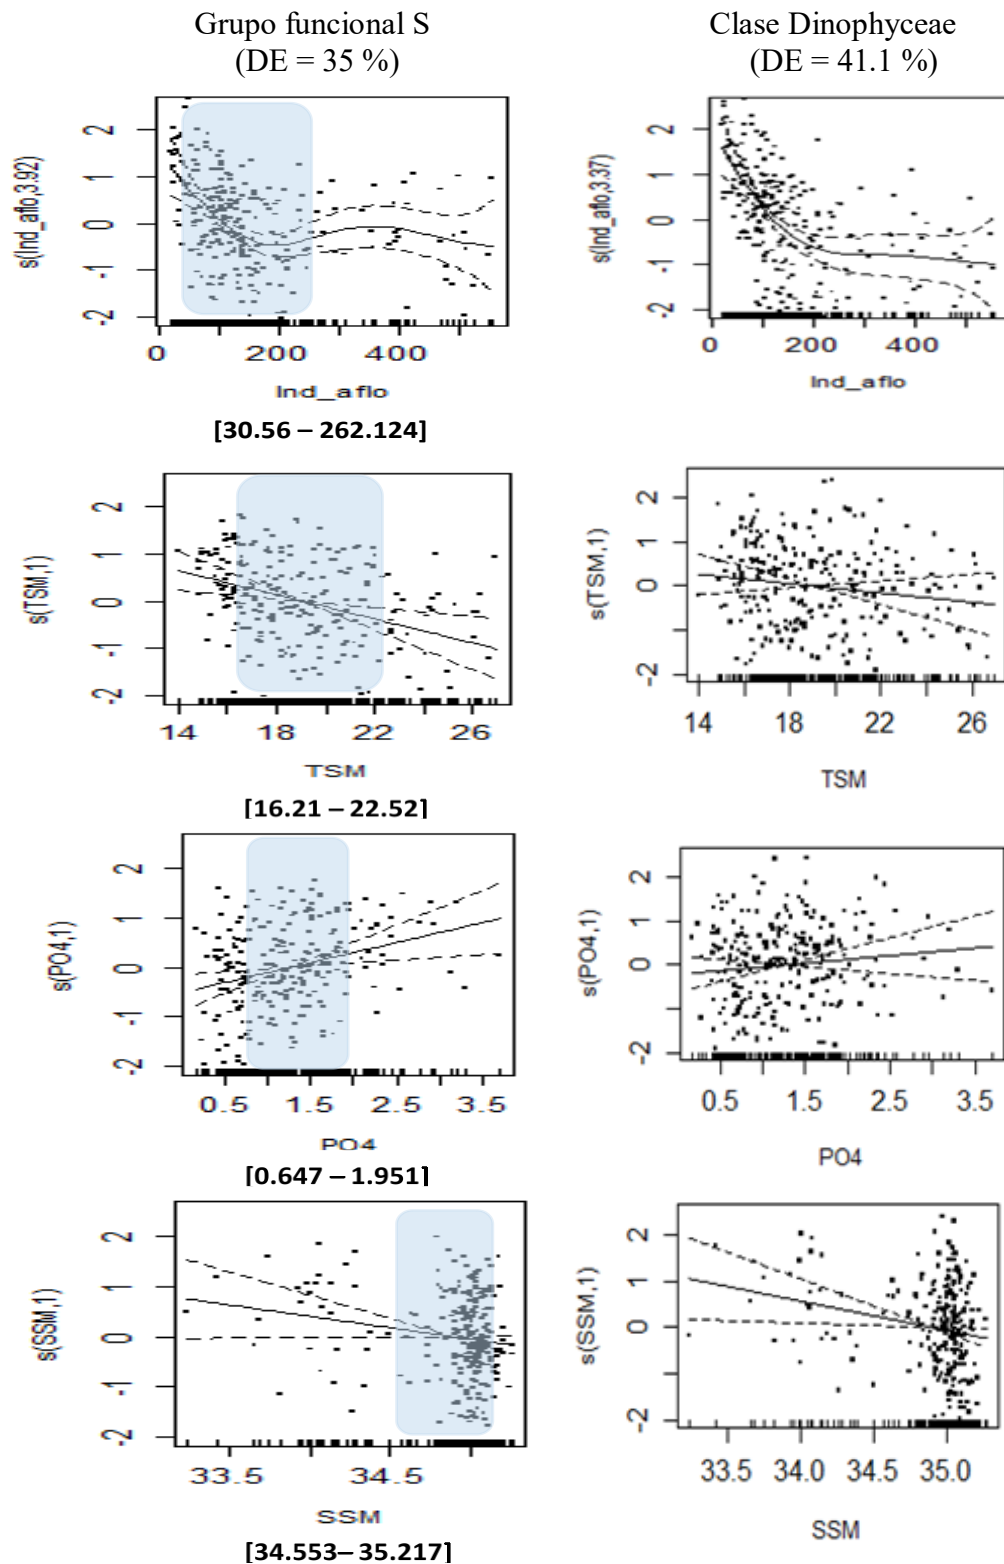 Grupo funcional S
(DE = 35 %)
Clase Dinophyceae
(DE = 41.1 %)
s(Ind_aflo,3.92)
2
1
0
-1
-2
0 200 400
Ind_aflo
[30.56 – 262.124]
s(Ind_aflo,3.37)
2
1
0
-1
-2
0 200 400
Ind_aflo
s(TSM,1)
2
1
0
-1
-2
14 18 22 26
TSM
[16.21 – 22.52]
s(TSM,1)
2
1
0
-2
14 18 22 26
TSM
s(PO4,1)
2
1
0
-1
-2
0.5 1.5 2.5 3.5
PO4
[0.647 – 1.951]
s(PO4,1)
2
1
0
-2
0.5 1.5 2.5 3.5
PO4
s(SSM,1)
2
1
0
-1
-2
33.5 34.5
SSM
[34.553– 35.217]
s(SSM,1)
2
1
0
-2
33.5 34.0 34.5 35.0
SSM